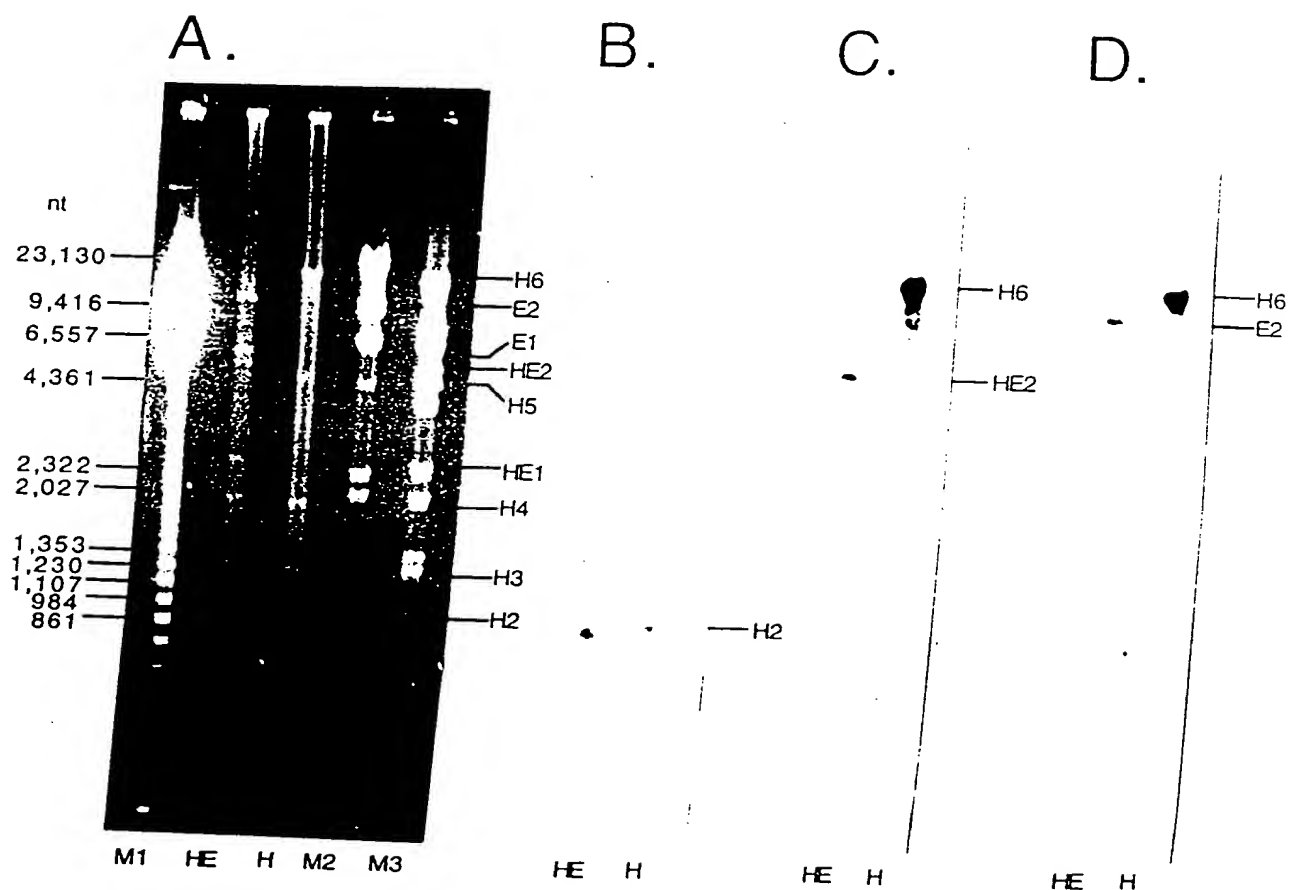 A.
B.
C.
D.
nt
23,130
9,416
6,557
4,361
2,322
2,027
1,353
1,230
1,107
984
861
H6
E2
E1
HE2
H5
HE1
H4
H3
H2
M1 HE H M2 M3
H2
HE H
H6
HE2
HE H
H6
E2
HE H